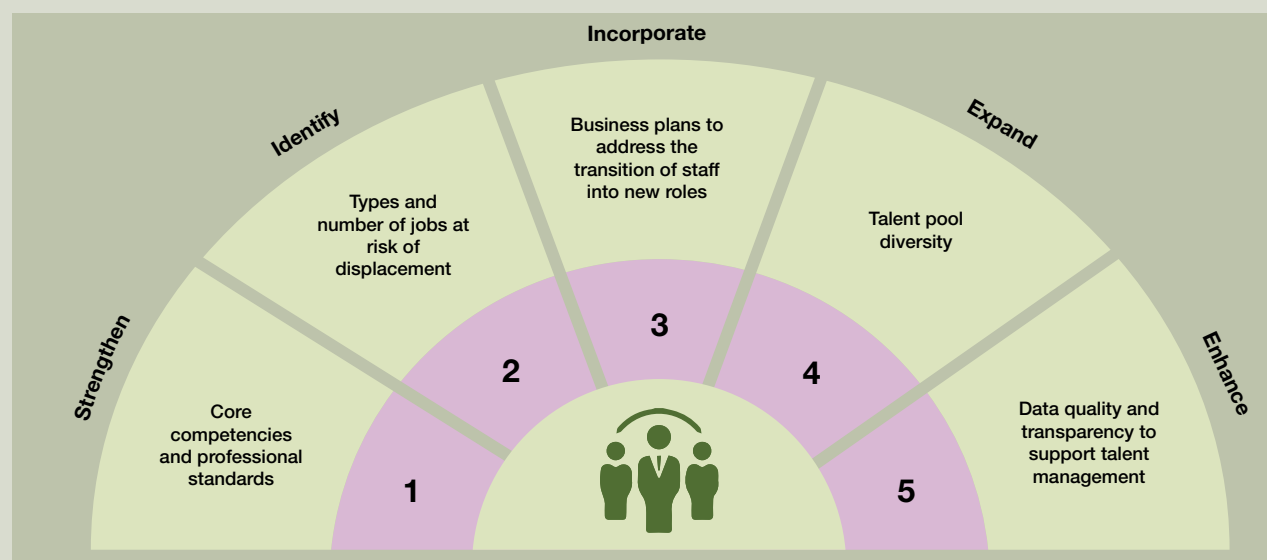 Strengthen
Core
competencies
and professional
standards
1
Identify
Types and
number of jobs at
risk of
displacement
2
Incorporate
Business plans to
address the
transition of staff
into new roles
3
Expand
Talent pool
diversity
4
Enhance
Data quality and
transparency to
support talent
management
5